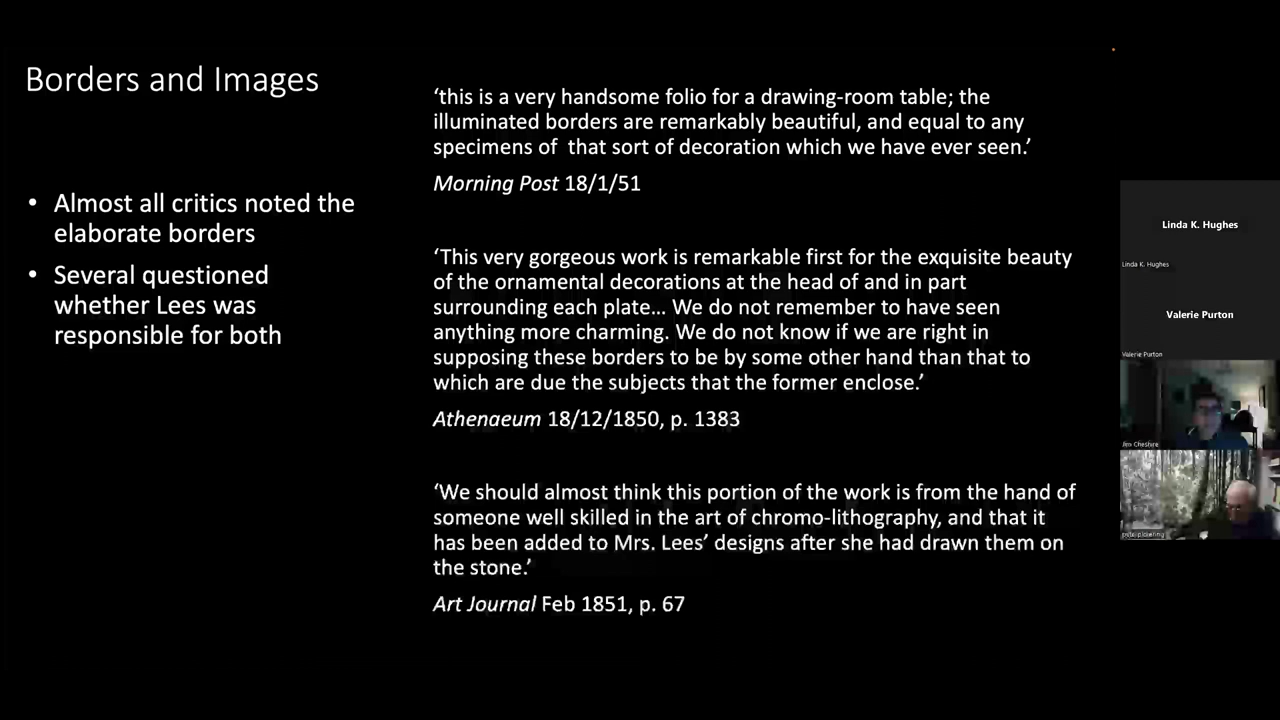 Borders and Images
• Almost all critics noted the
elaborate borders
• Several questioned
whether Lees was
responsible for both
‘this is a very handsome folio for a drawing-room table; the
illuminated borders are remarkably beautiful, and equal to any
specimens of  that sort of decoration which we have ever seen.’
Morning Post 18/1/51
‘This very gorgeous work is remarkable first for the exquisite beauty
of the ornamental decorations at the head of and in part
surrounding each plate… We do not remember to have seen
anything more charming. We do not know if we are right in
supposing these borders to be by some other hand than that to
which are due the subjects that the former enclose.’
Athenaeum 18/12/1850, p. 1383
‘We should almost think this portion of the work is from the hand of
someone well skilled in the art of chromo-lithography, and that it
has been added to Mrs. Lees’ designs after she had drawn them on
the stone.’
Art Journal Feb 1851, p. 67
Linda K. Hughes
Linda K. Hughes
Valerie Purton
Valerie Purton
Jim Cheshire